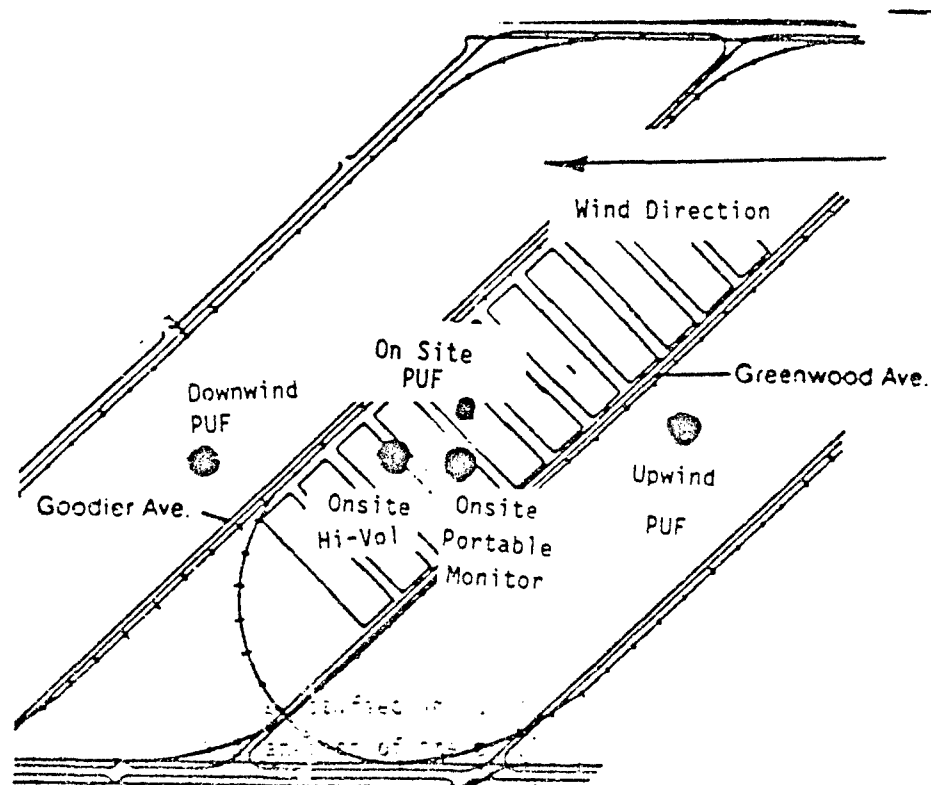 Wind Direction
On Site
PUF
Greenwood Ave.
Downwind
PUF
Upwind
PUF
Goodier Ave.
Onsite
Hi-Vol
Onsite
Portable
Monitor
of